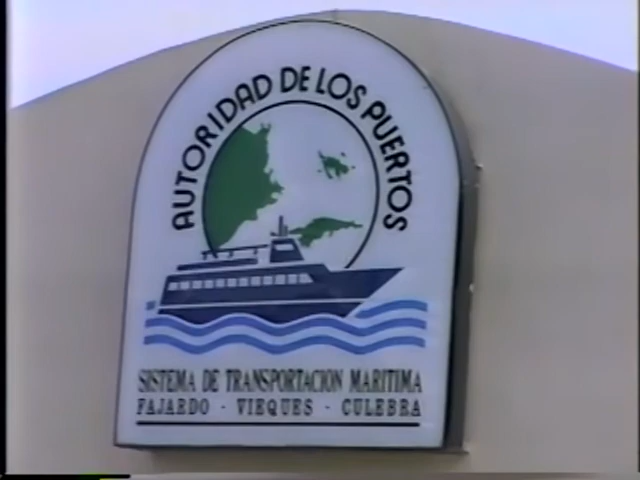 AUTORIDAD DE LOS PUERTOS
SISTEMA DE TRANSPORTACION MARITIMA
FAJARDO - VIEQUES - CULEBRA